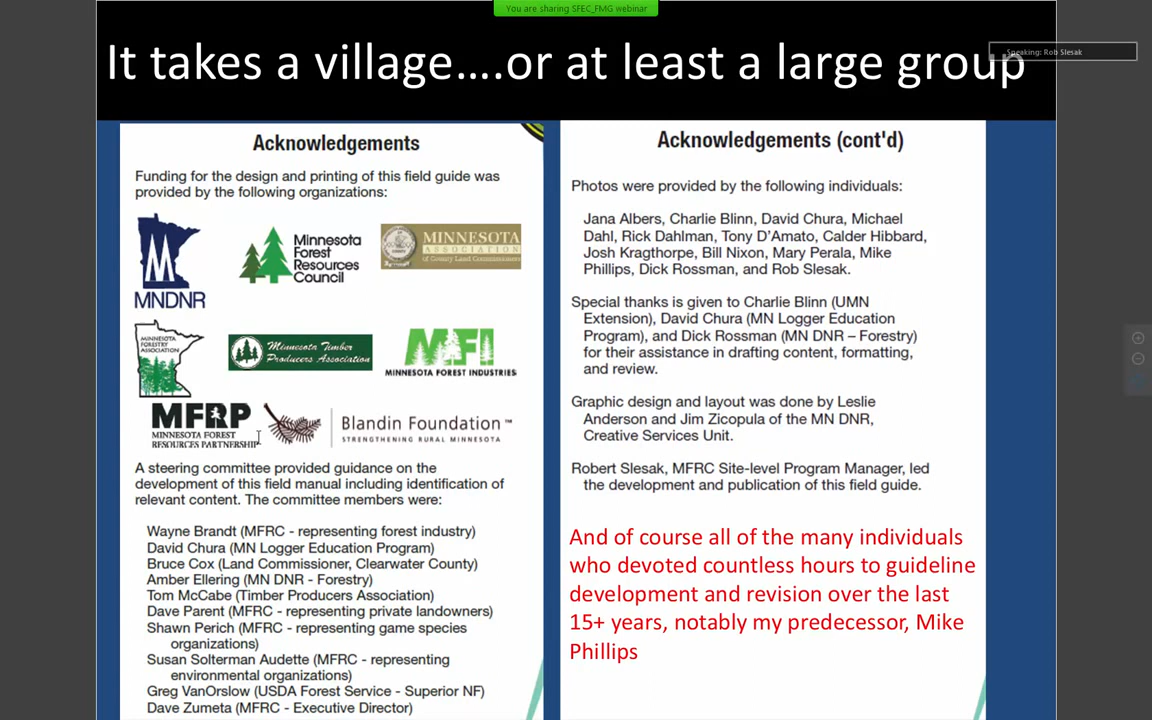 You are sharing SFEC_FMG webinar
Speaking: Rob Slesak
It takes a village....or at least a large group
Acknowledgements
Funding for the design and printing of this field guide was
provided by the following organizations:
MNDNR
Minnesota
Forest
Resources
Council
MINNESOTA
ASSOCIATION
of County Land Commissioners
MINNESOTA
FORESTRY
ASSOCIATION
Minnesota Timber
Producers Association
MFI
MINNESOTA FOREST INDUSTRIES
MFRP
MINNESOTA FOREST
RESOURCES PARTNERSHIP
Blandin Foundation™
STRENGTHENING RURAL MINNESOTA
A steering committee provided guidance on the
development of this field manual including identification of
relevant content. The committee members were:
Wayne Brandt (MFRC - representing forest industry)
David Chura (MN Logger Education Program)
Bruce Cox (Land Commissioner, Clearwater County)
Amber Ellering (MN DNR - Forestry)
Tom McCabe (Timber Producers Association)
Dave Parent (MFRC - representing private landowners)
Shawn Perich (MFRC - representing game species
organizations)
Susan Solterman Audette (MFRC - representing
environmental organizations)
Greg VanOrslow (USDA Forest Service - Superior NF)
Dave Zumeta (MFRC - Executive Director)
Acknowledgements (cont'd)
Photos were provided by the following individuals:
Jana Albers, Charlie Blinn, David Chura, Michael
Dahl, Rick Dahlman, Tony D'Amato, Calder Hibbard,
Josh Kragthorpe, Bill Nixon, Mary Perala, Mike
Phillips, Dick Rossman, and Rob Slesak.
Special thanks is given to Charlie Blinn (UMN
Extension), David Chura (MN Logger Education
Program), and Dick Rossman (MN DNR – Forestry)
for their assistance in drafting content, formatting,
and review.
Graphic design and layout was done by Leslie
Anderson and Jim Zicopula of the MN DNR,
Creative Services Unit.
Robert Slesak, MFRC Site-level Program Manager, led
the development and publication of this field guide.
And of course all of the many individuals
who devoted countless hours to guideline
development and revision over the last
15+ years, notably my predecessor, Mike
Phillips